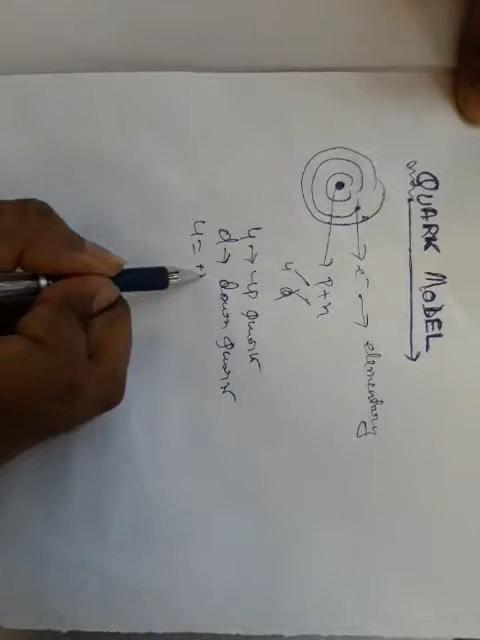 QUARK MODEL
e⁻ → elementary
p + n
u d
u → up quark
d → down quark
u = +